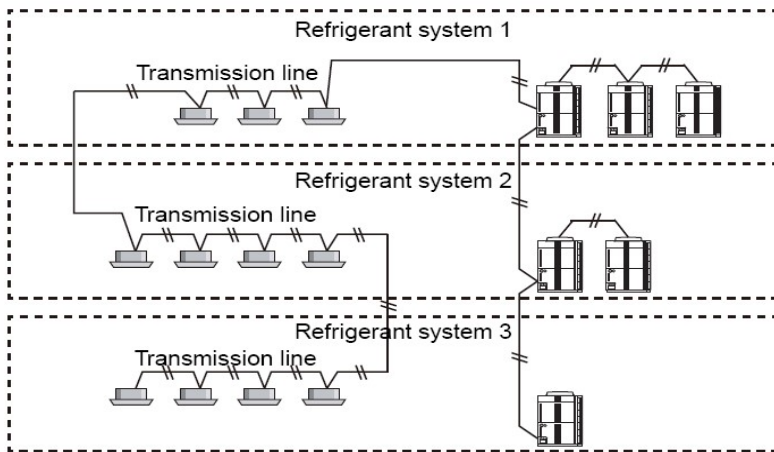 Refrigerant system 1
Transmission line
Refrigerant system 2
Transmission line
Refrigerant system 3
Transmission line